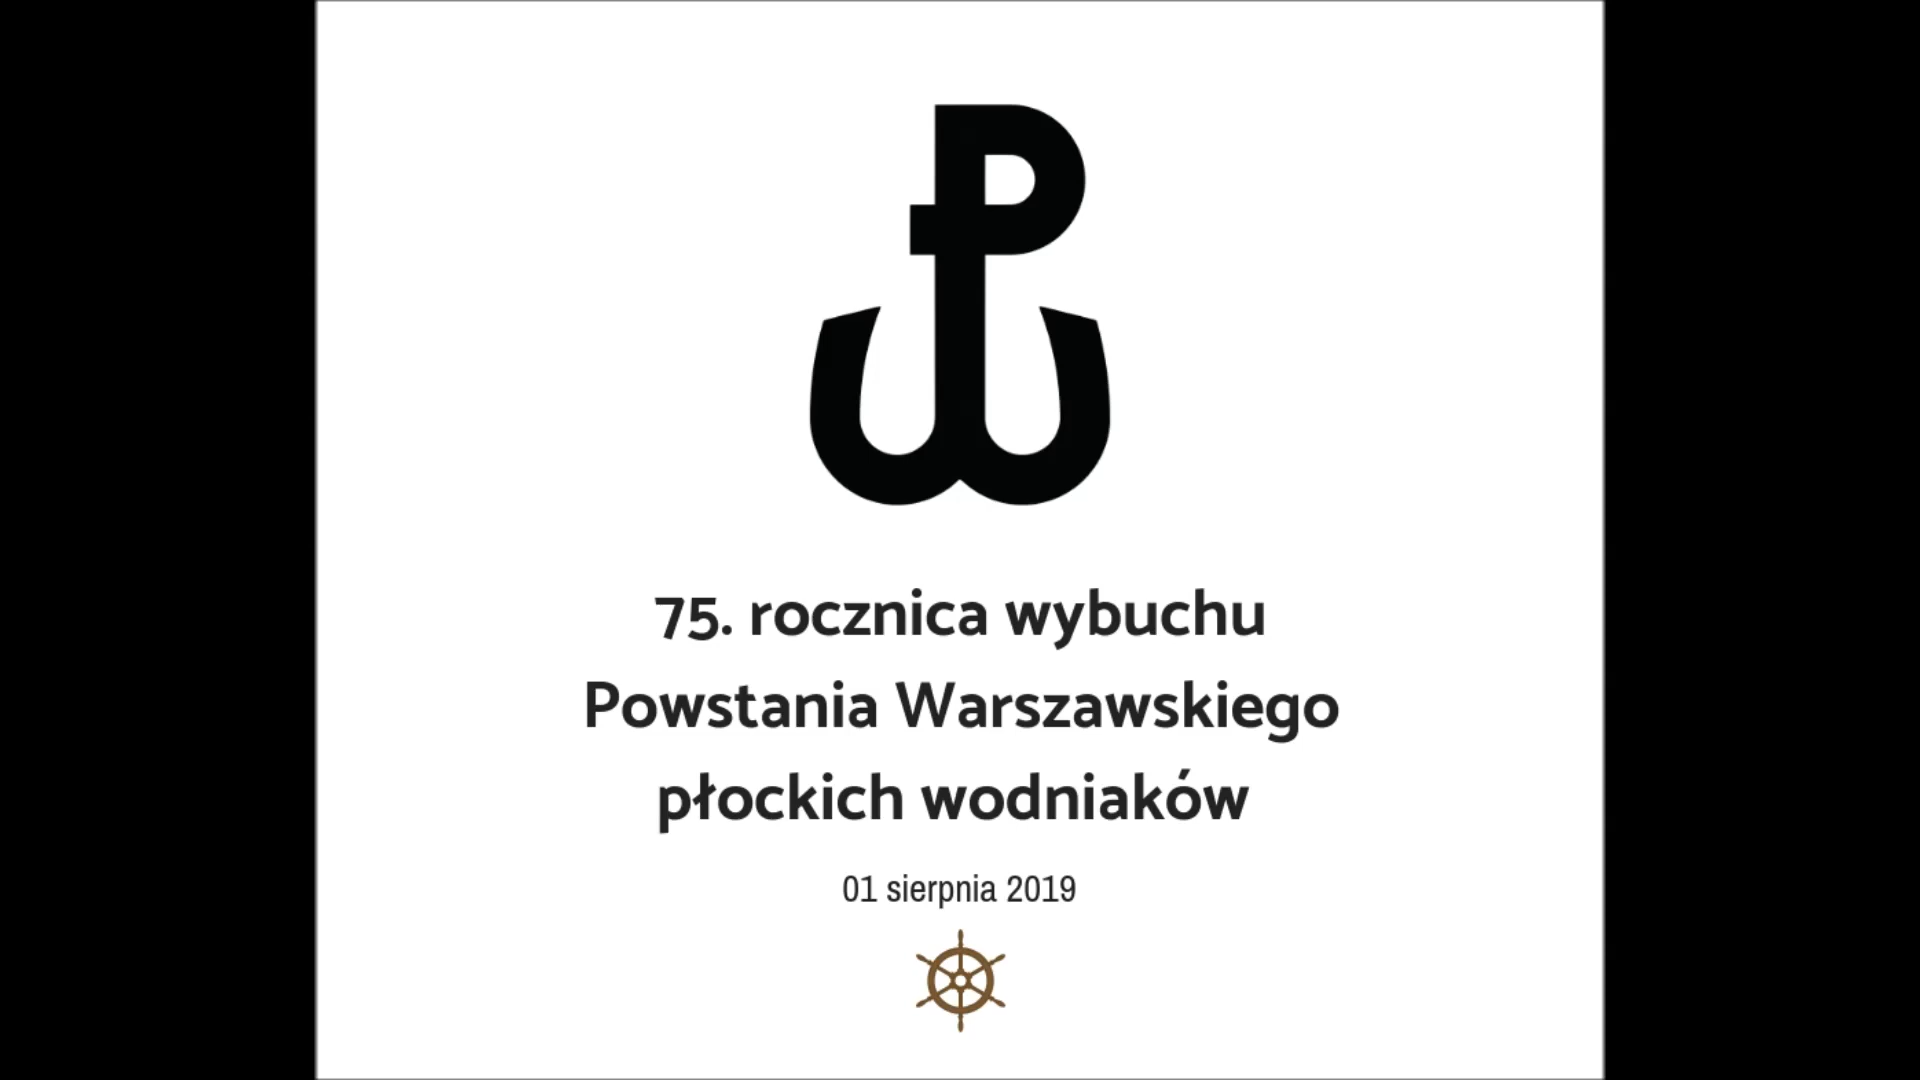 75. rocznica wybuchu
Powstania Warszawskiego
płockich wodniaków
01 sierpnia 2019